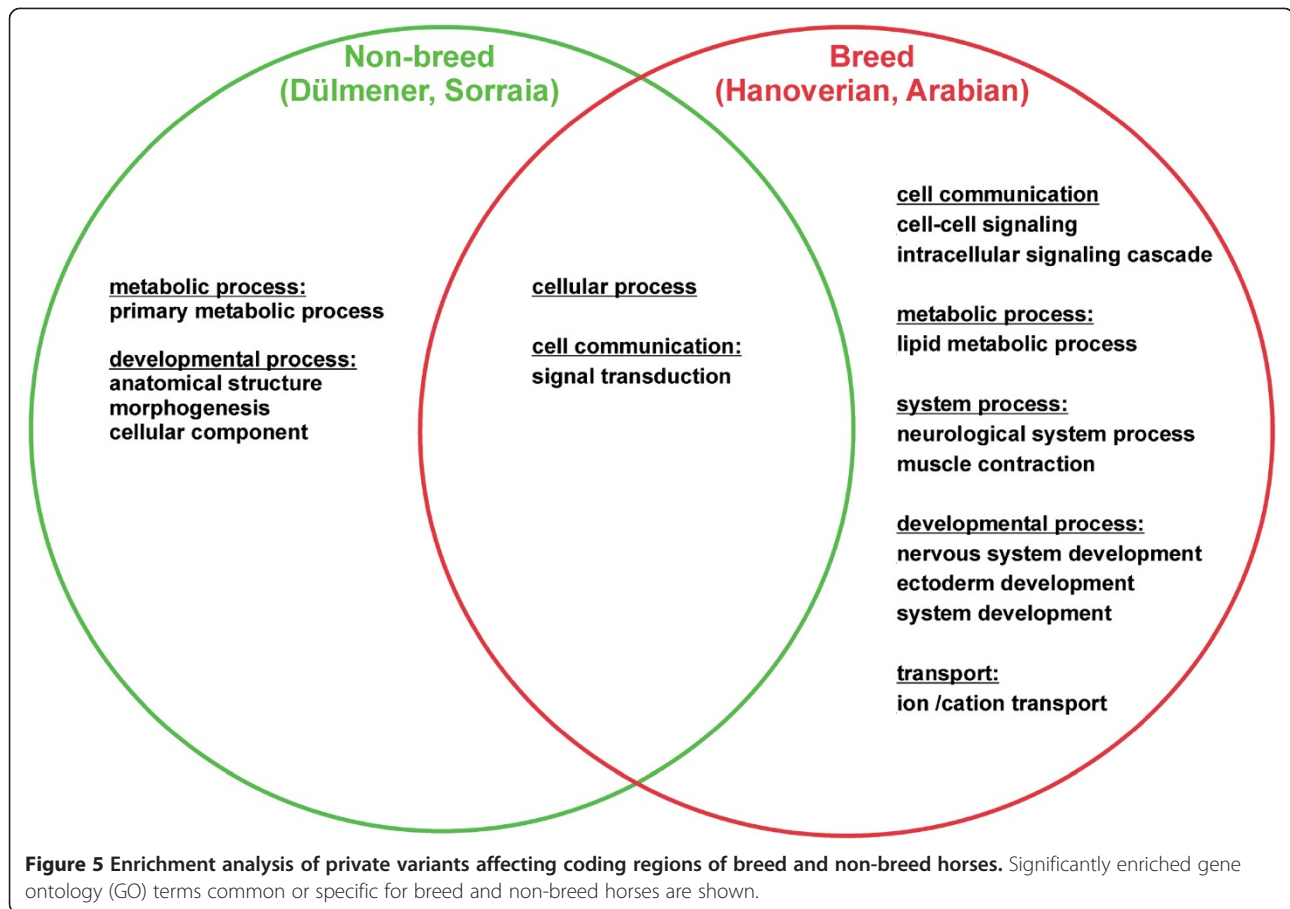 Non-breed
(Dülmener, Sorraia)
Breed
(Hanoverian, Arabian)
metabolic process:
primary metabolic process
developmental process:
anatomical structure
morphogenesis
cellular component
cellular process
cell communication:
signal transduction
cell communication
cell-cell signaling
intracellular signaling cascade
metabolic process:
lipid metabolic process
system process:
neurological system process
muscle contraction
developmental process:
nervous system development
ectoderm development
system development
transport:
ion /cation transport
Figure 5 Enrichment analysis of private variants affecting coding regions of breed and non-breed horses. Significantly enriched gene
ontology (GO) terms common or specific for breed and non-breed horses are shown.